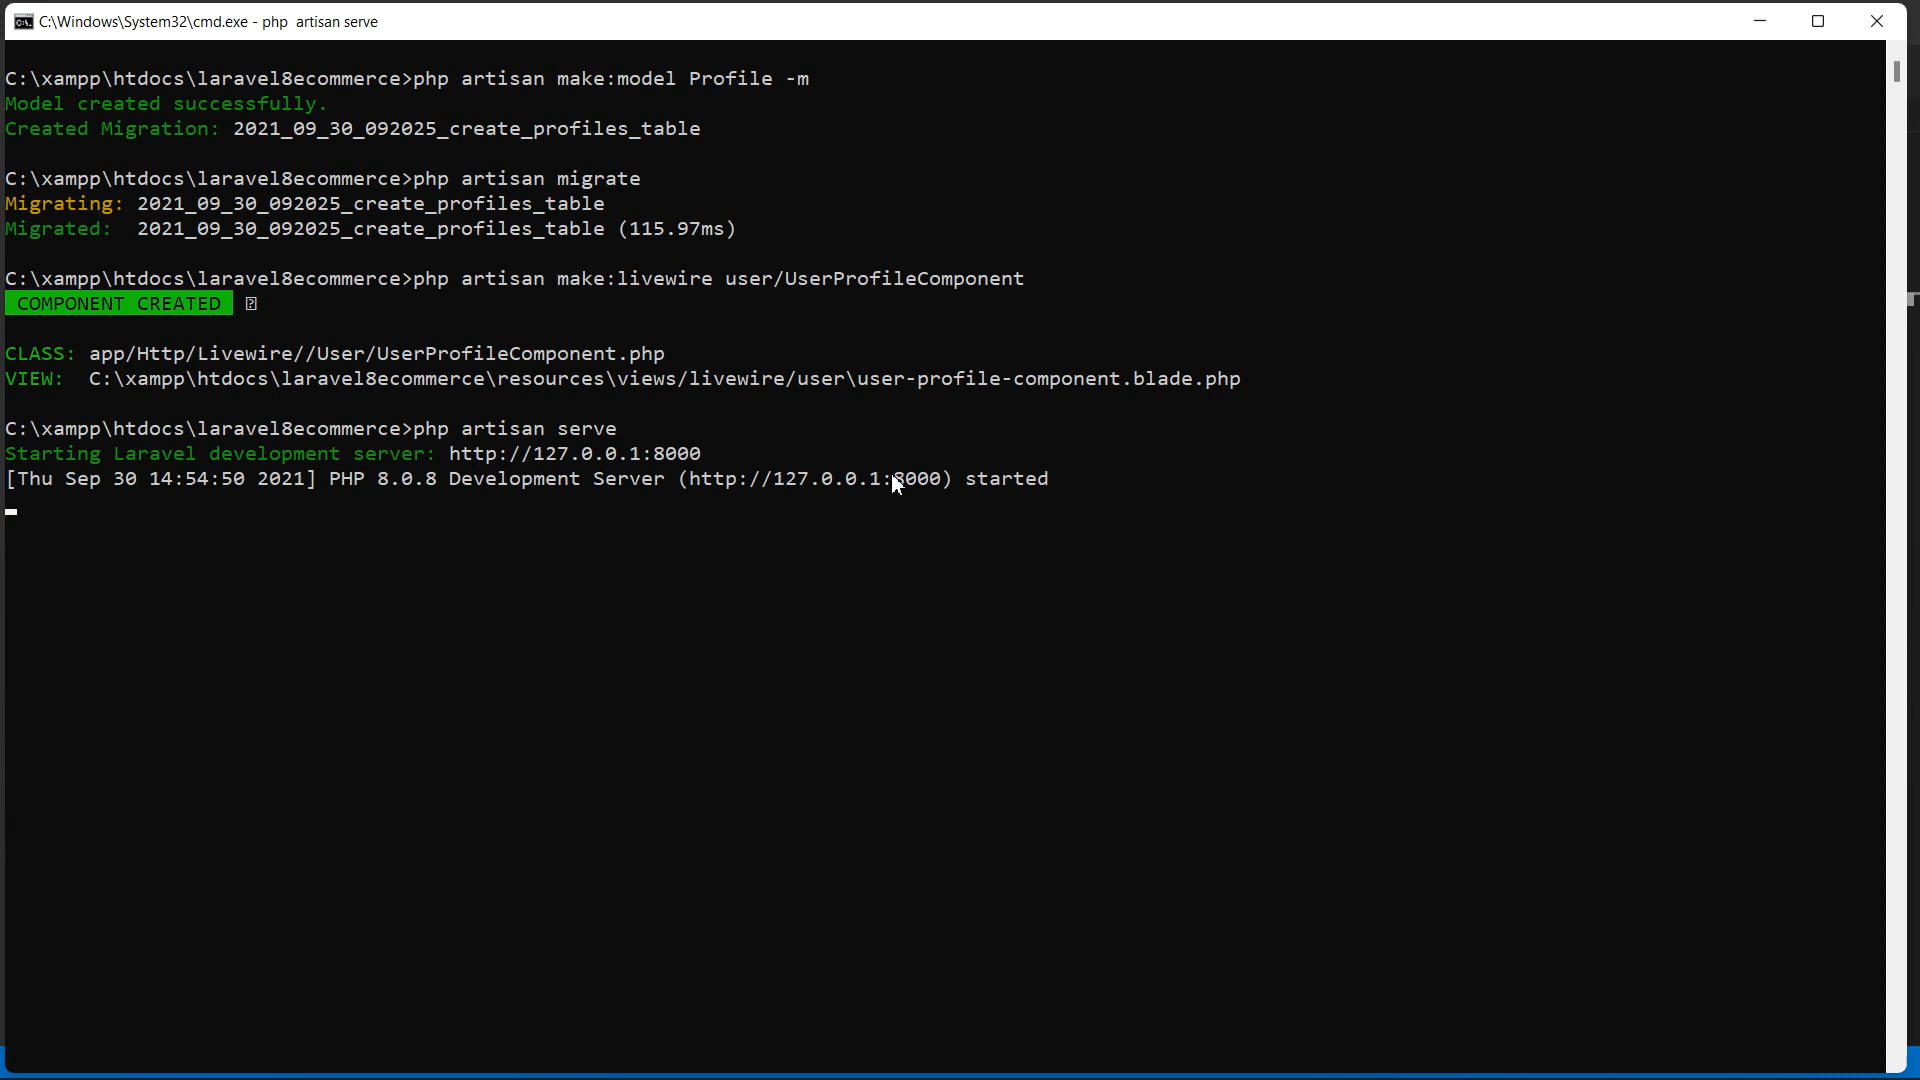 C:\Windows\System32\cmd.exe - php  artisan serve
C:\xampp\htdocs\laravel8ecommerce>php artisan make:model Profile -m
Model created successfully.
Created Migration: 2021_09_30_092025_create_profiles_table
C:\xampp\htdocs\laravel8ecommerce>php artisan migrate
Migrating: 2021_09_30_092025_create_profiles_table
Migrated:  2021_09_30_092025_create_profiles_table (115.97ms)
C:\xampp\htdocs\laravel8ecommerce>php artisan make:livewire user/UserProfileComponent
COMPONENT CREATED
CLASS: app/Http/Livewire//User/UserProfileComponent.php
VIEW:  C:\xampp\htdocs\laravel8ecommerce\resources\views/livewire/user\user-profile-component.blade.php
C:\xampp\htdocs\laravel8ecommerce>php artisan serve
Starting Laravel development server: http://127.0.0.1:8000
[Thu Sep 30 14:54:50 2021] PHP 8.0.8 Development Server (http://127.0.0.1:8000) started